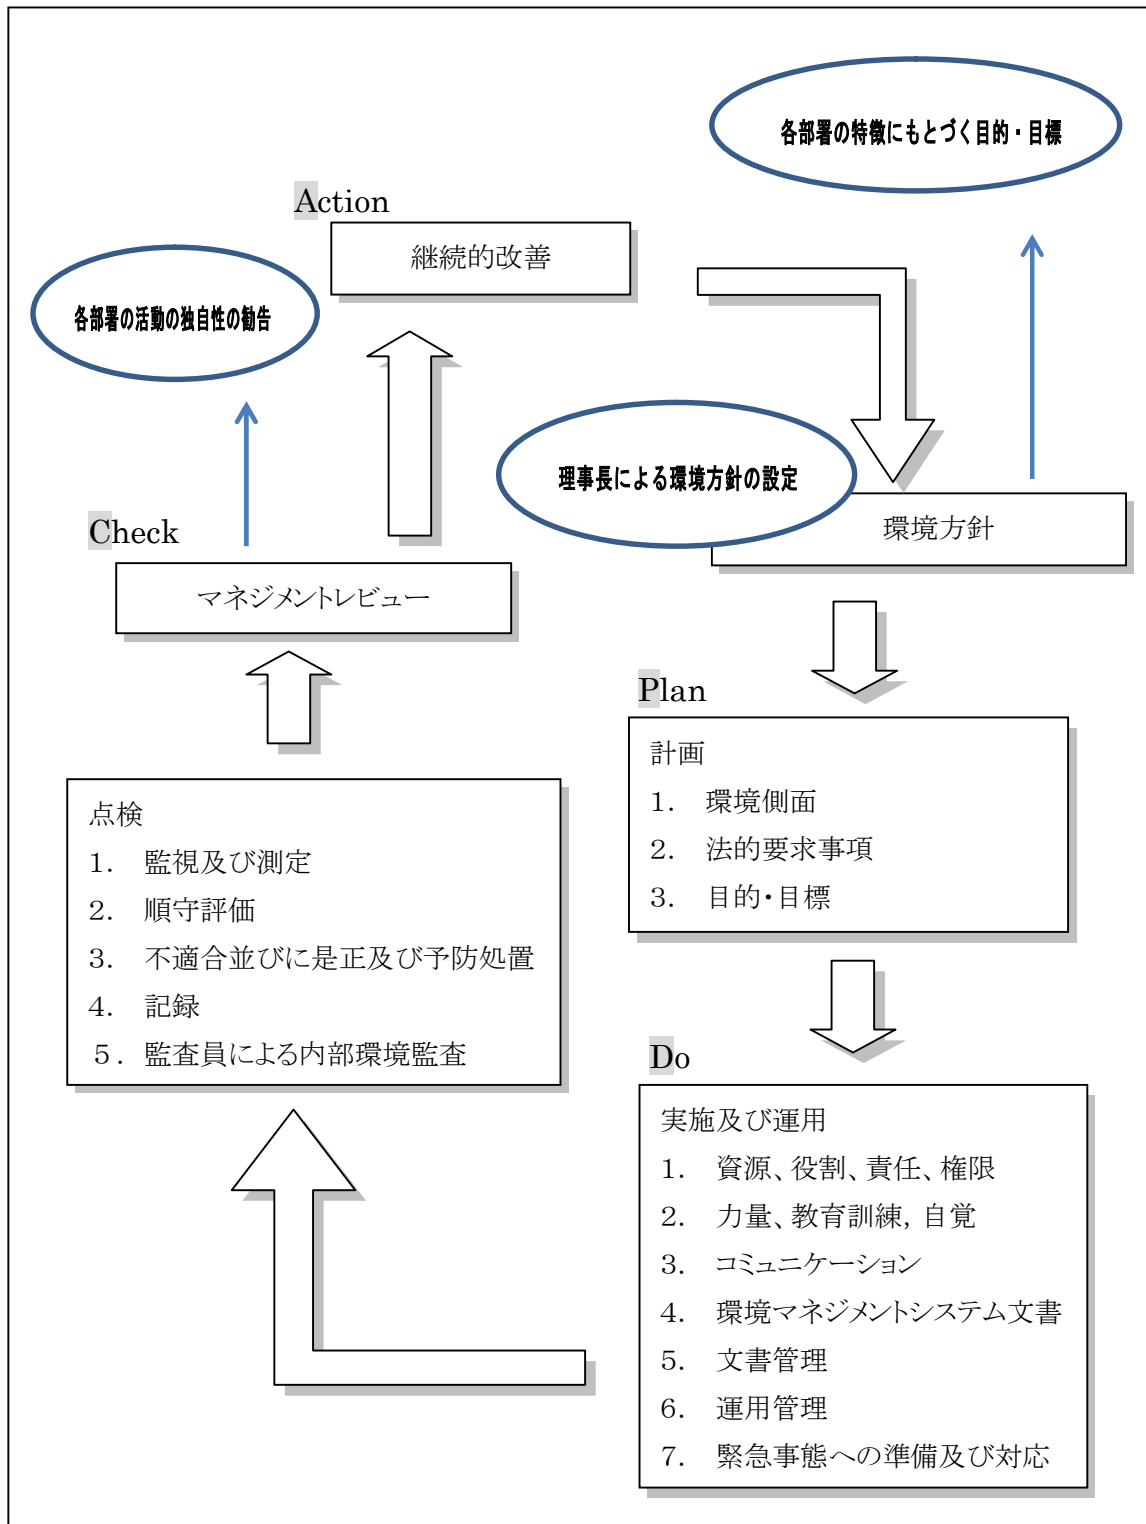 各部署の特徴にもとづく目的・目標
Action
継続的改善
各部署の活動の独自性の勧告
理事長による環境方針の設定
環境方針
Check
マネジメントレビュー
Plan
計画
1. 環境側面
2. 法的要求事項
3. 目的・目標
点検
1. 監視及び測定
2. 順守評価
3. 不適合並びに是正及び予防処置
4. 記録
５. 監査員による内部環境監査
Do
実施及び運用
1. 資源、役割、責任、権限
2. 力量、教育訓練, 自覚
3. コミュニケーション
4. 環境マネジメントシステム文書
5. 文書管理
6. 運用管理
7. 緊急事態への準備及び対応